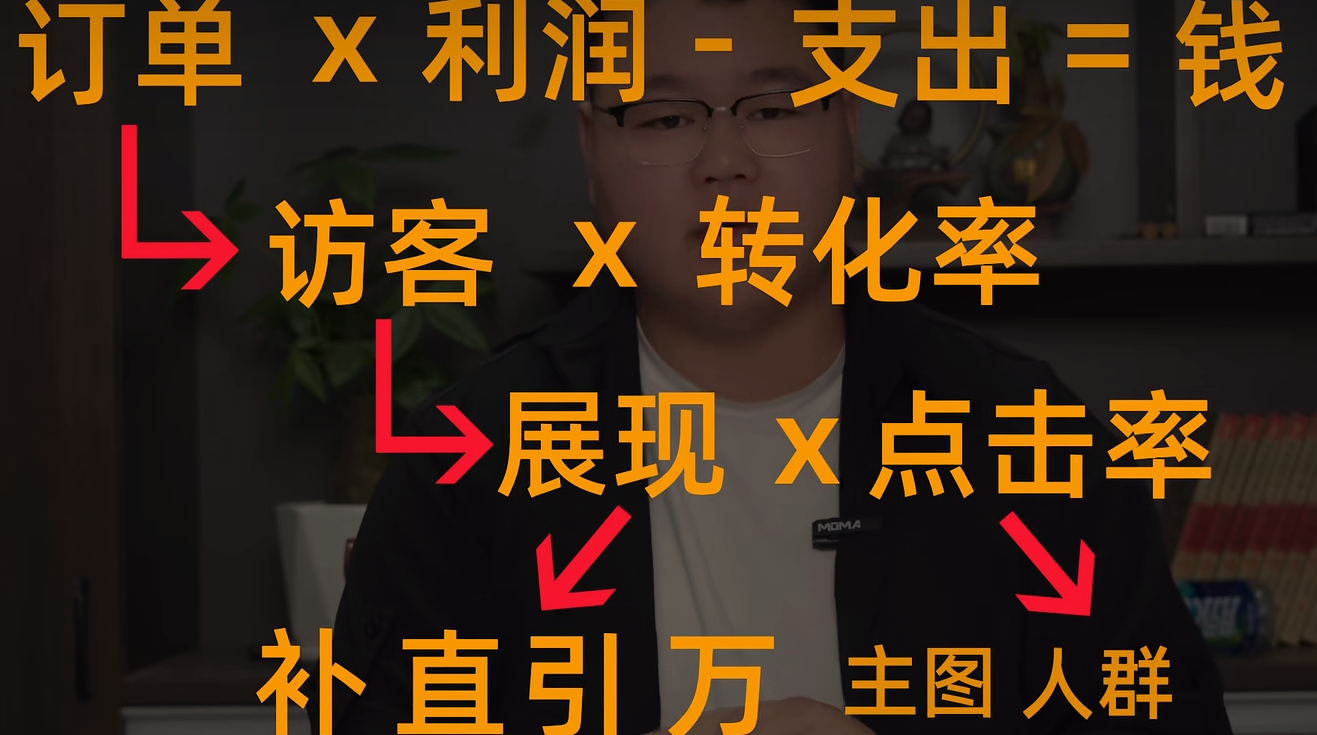 订单 x 利润 - 支出 = 钱
访客 x 转化率
展现 x 点击率
MOMA
补 直 引 万 主图 人群